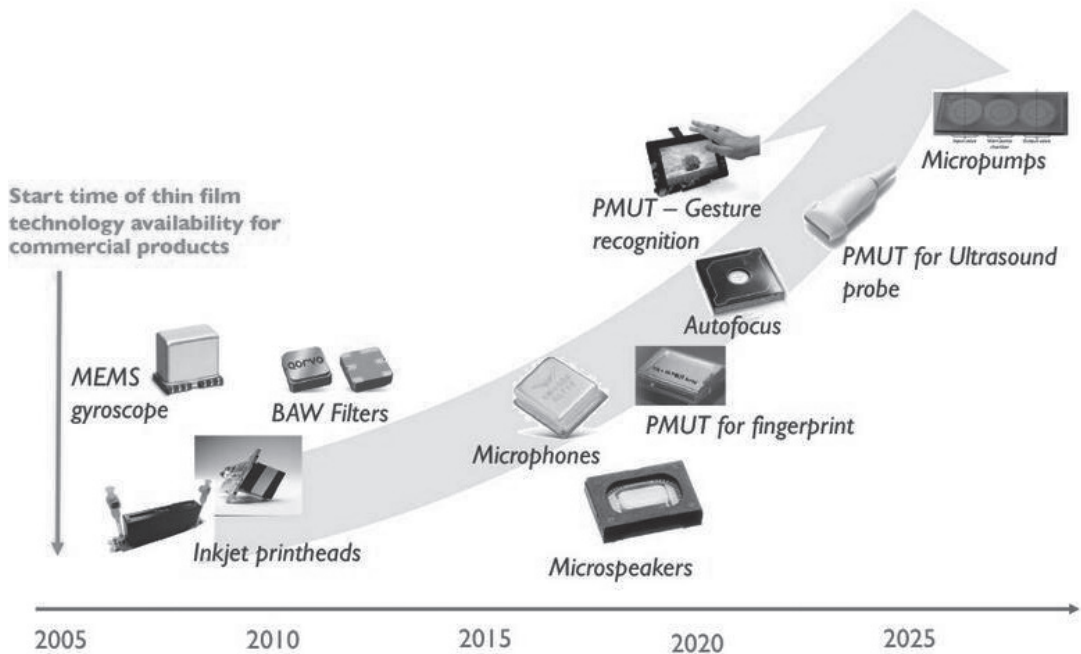 Start time of thin film
technology availability for
commercial products
MEMS
gyroscope
qorvo
BAW Filters
Inkjet printheads
Microphones
Microspeakers
PMUT for fingerprint
Autofocus
PMUT – Gesture
recognition
PMUT for Ultrasound
probe
Micropumps
2005
2010
2015
2020
2025